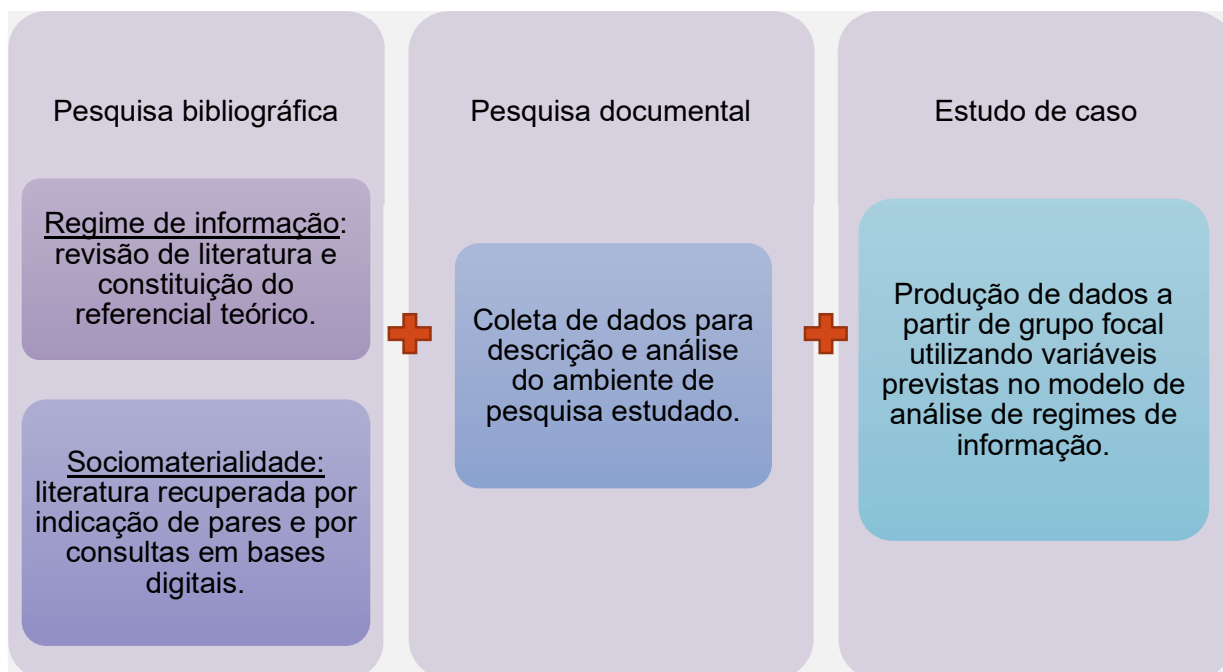 Pesquisa bibliográfica
Regime de informação:
revisão de literatura e
constituição do
referencial teórico.
Sociomaterialidade:
literatura recuperada por
indicação de pares e por
consultas em bases
digitais.
Pesquisa documental
Coleta de dados para
descrição e análise
do ambiente de
pesquisa estudado.
Estudo de caso
Produção de dados a
partir de grupo focal
utilizando variáveis
previstas no modelo de
análise de regimes de
informação.